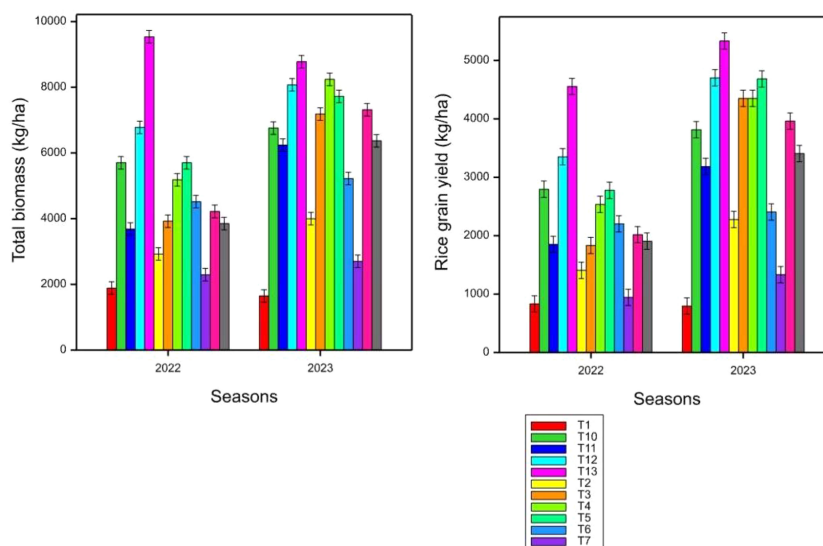 Total biomass (kg/ha)
10000
8000
6000
4000
2000
0
2022
2023
Seasons
Rice grain yield (kg/ha)
5000
4000
3000
2000
1000
0
2022
2023
Seasons
T1
T10
T11
T12
T13
T2
T3
T4
T5
T6
T7